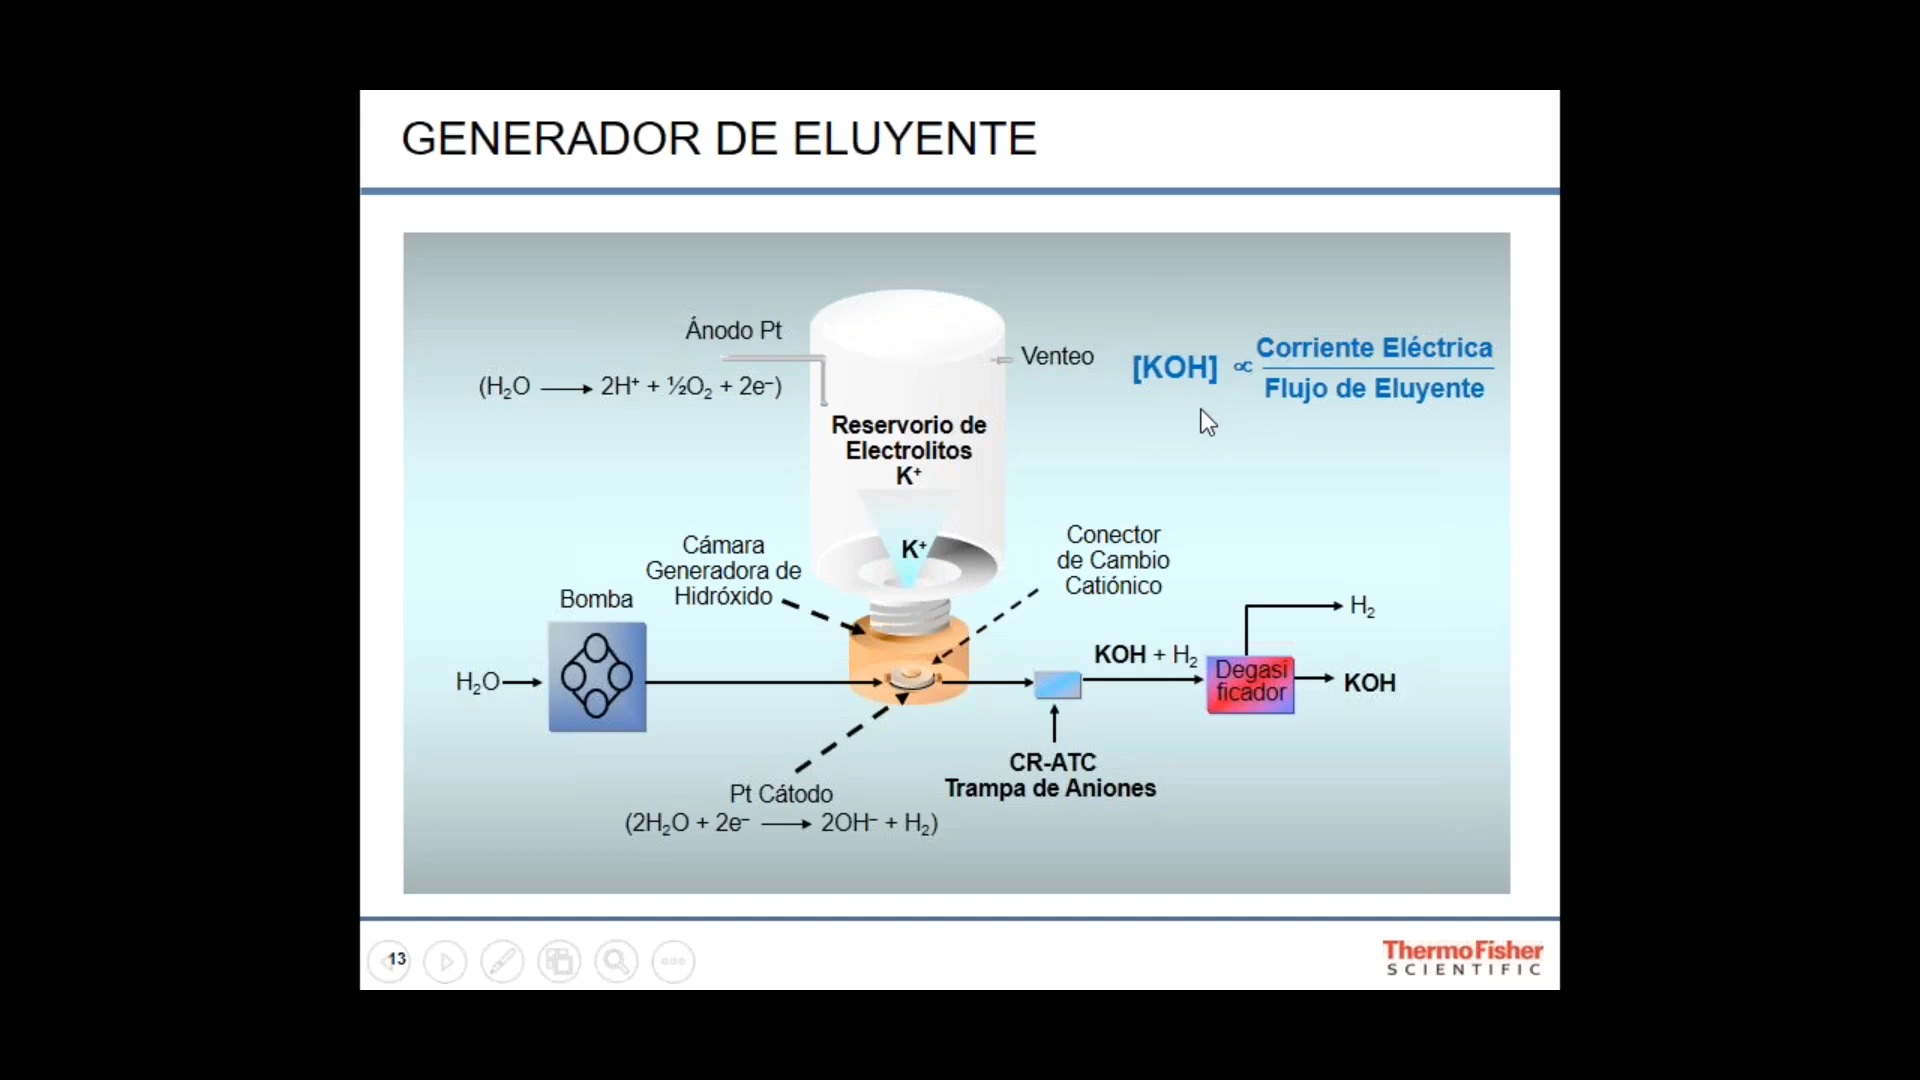 GENERADOR DE ELUYENTE
Ánodo Pt
(H₂O ⟶ 2H⁺ + ½O₂ + 2e⁻)
Venteo
[KOH] ∝ Corriente Eléctrica
Flujo de Eluyente
Reservorio de
Electrolitos
K⁺
K⁺
Cámara
Generadora de
Hidróxido
Conector
de Cambio
Catiónico
Bomba
H₂O
KOH + H₂
Degasi
ficador
H₂
KOH
CR-ATC
Trampa de Aniones
Pt Cátodo
(2H₂O + 2e⁻ ⟶ 2OH⁻ + H₂)
13
ThermoFisher
SCIENTIFIC